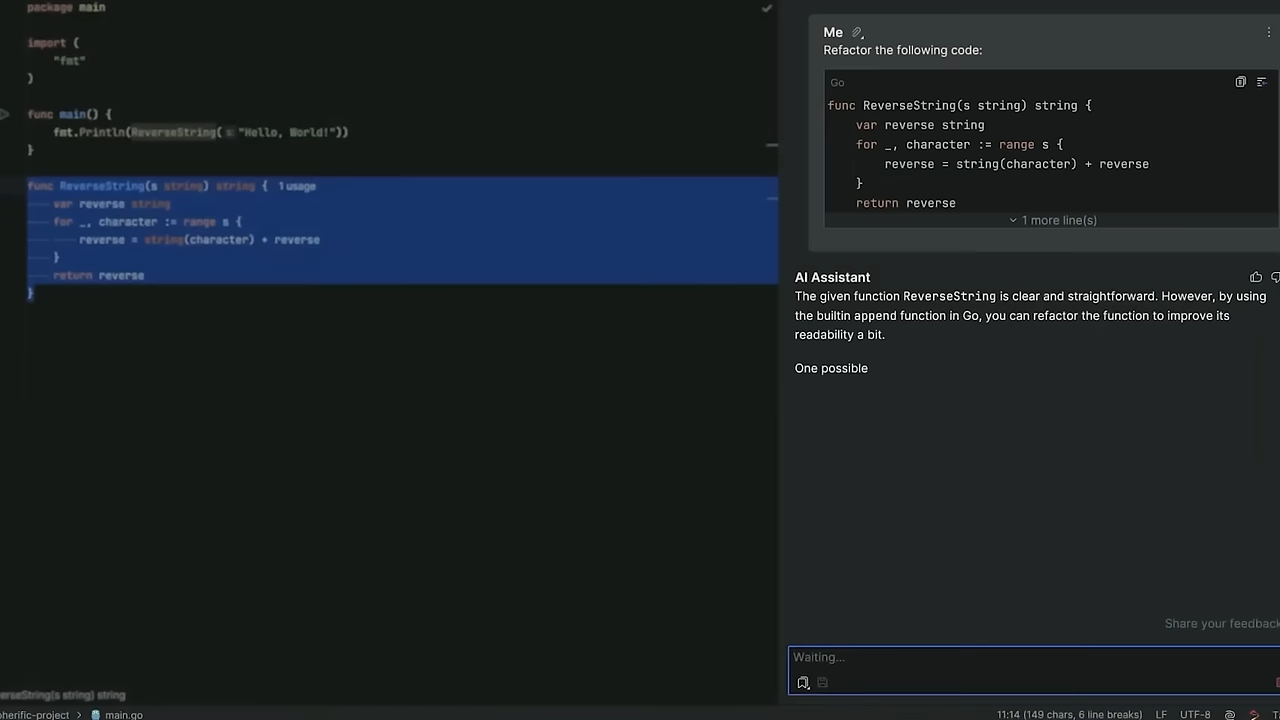 package main
import (
"fmt"
)
func main() {
fmt.Println(ReverseString( s: "Hello, World!"))
}
func ReverseString(s string) string { 1 usage
var reverse string
for _, character := range s {
reverse = string(character) + reverse
}
return reverse
}
erseString(s string) string
pherific-project > main.go
Me
Refactor the following code:
Go
func ReverseString(s string) string {
var reverse string
for _, character := range s {
reverse = string(character) + reverse
}
return reverse
1 more line(s)
AI Assistant
The given function ReverseString is clear and straightforward. However, by using
the builtin append function in Go, you can refactor the function to improve its
readability a bit.
One possible
Share your feedback
Waiting...
11:14 (149 chars, 6 line breaks) LF UTF-8